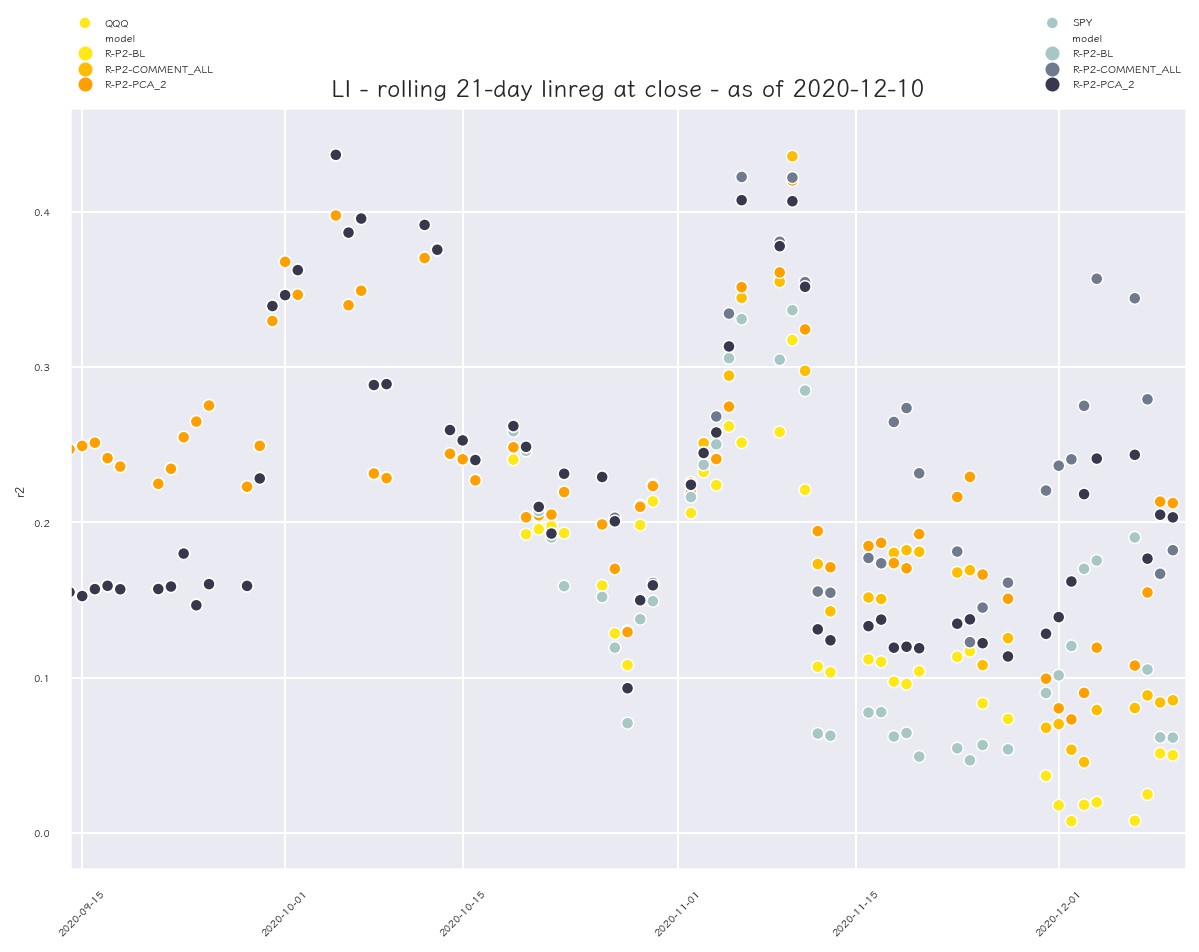 QQQ
model
R-P2-BL
R-P2-COMMENT_ALL
R-P2-PCA_2
SPY
model
R-P2-BL
R-P2-COMMENT_ALL
R-P2-PCA_2
LI - rolling 21-day linreg at close - as of 2020-12-10
r2
0.4
0.3
0.2
0.1
0.0
2020-09-15
2020-10-01
2020-10-15
2020-11-01
2020-11-15
2020-12-01